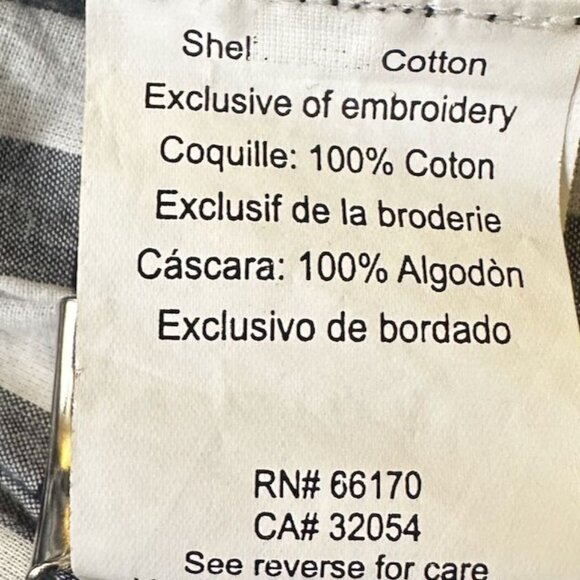 Shel Cotton
Exclusive of embroidery
Coquille: 100% Coton
Exclusif de la broderie
Cáscara: 100% Algodòn
Exclusivo de bordado
RN# 66170
CA# 32054
See reverse for care